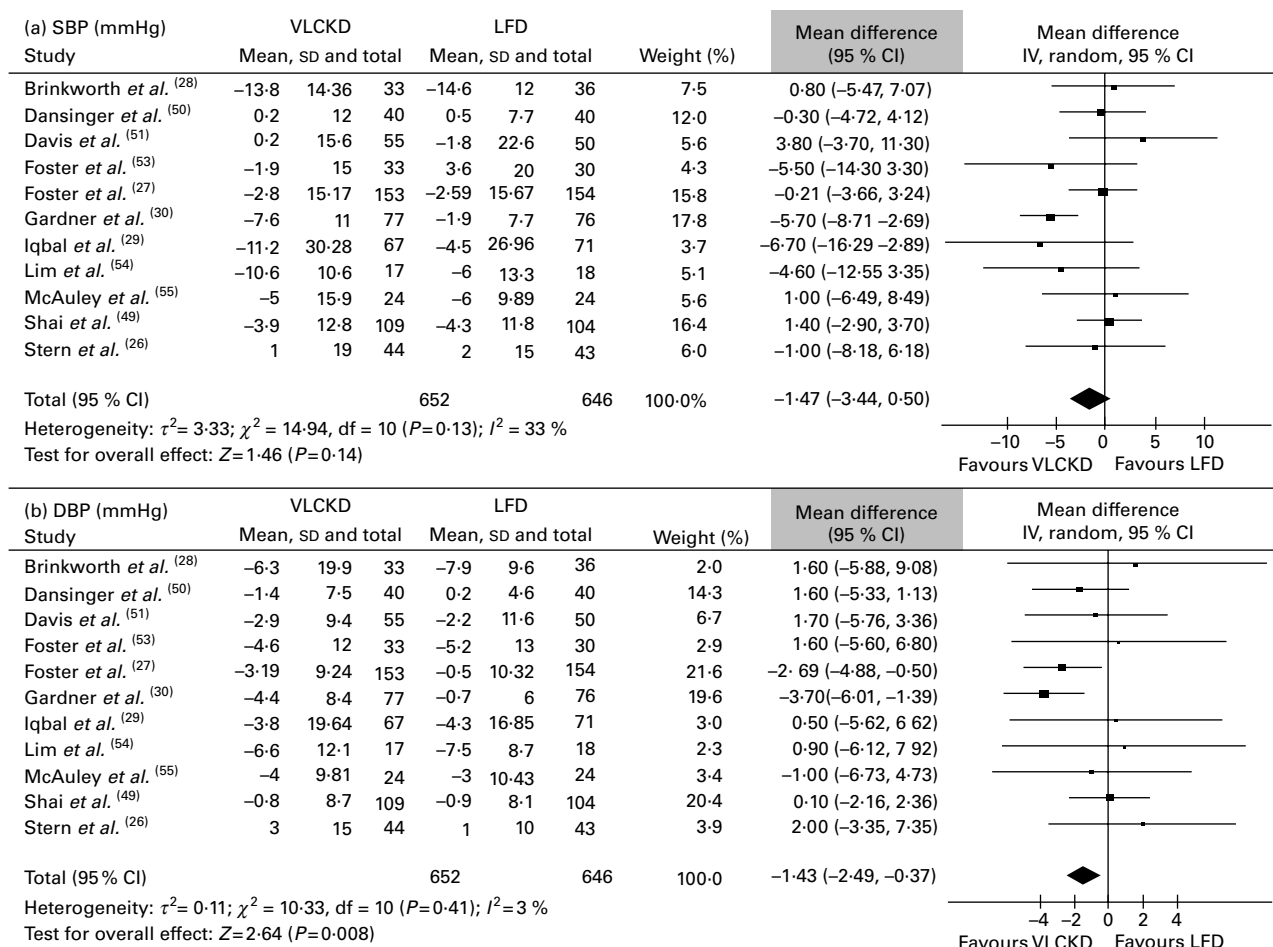 (a) SBP (mmHg) VLCKD LFD Mean difference Mean difference
Study Mean, SD and total Mean, SD and total Weight (%) (95 % CI) IV, random, 95 % CI
Brinkworth et al. (28) –13·8 14·36 33 –14·6 12 36 7·5 0·80 (–5·47, 7·07)
Dansinger et al. (50) 0·2 12 40 0·5 7·7 40 12·0 –0·30 (–4·72, 4·12)
Davis et al. (51) 0·2 15·6 55 –1·8 22·6 50 5·6 3·80 (–3·70, 11·30)
Foster et al. (53) –1·9 15 33 3·6 20 30 4·3 –5·50 (–14·30 3·30)
Foster et al. (27) –2·8 15·17 153 –2·59 15·67 154 15·8 –0·21 (–3·66, 3·24)
Gardner et al. (30) –7·6 11 77 –1·9 7·7 76 17·8 –5·70 (–8·71 –2·69)
Iqbal et al. (29) –11·2 30·28 67 –4·5 26·96 71 3·7 –6·70 (–16·29 –2·89)
Lim et al. (54) –10·6 10·6 17 –6 13·3 18 5·1 –4·60 (–12·55 3·35)
McAuley et al. (55) –5 15·9 24 –6 9·89 24 5·6 1·00 (–6·49, 8·49)
Shai et al. (49) –3·9 12·8 109 –4·3 11·8 104 16·4 1·40 (–2·90, 3·70)
Stern et al. (26) 1 19 44 2 15 43 6·0 –1·00 (–8·18, 6·18)
Total (95 % CI) 652 646 100·0% –1·47 (–3·44, 0·50)
Heterogeneity: τ² = 3·33; χ² = 14·94, df = 10 (P=0·13); I² = 33 %
–10 –5 0 5 10
Test for overall effect: Z=1·46 (P=0·14)
Favours VLCKD Favours LFD
(b) DBP (mmHg) VLCKD LFD Mean difference Mean difference
Study Mean, SD and total Mean, SD and total Weight (%) (95 % CI) IV, random, 95 % CI
Brinkworth et al. (28) –6·3 19·9 33 –7·9 9·6 36 2·0 1·60 (–5·88, 9·08)
Dansinger et al. (50) –1·4 7·5 40 0·2 4·6 40 14·3 1·60 (–5·33, 1·13)
Davis et al. (51) –2·9 9·4 55 –2·2 11·6 50 6·7 1·70 (–5·76, 3·36)
Foster et al. (53) –4·6 12 33 –5·2 13 30 2·9 1·60 (–5·60, 6·80)
Foster et al. (27) –3·19 9·24 153 –0·5 10·32 154 21·6 –2· 69 (–4·88, –0·50)
Gardner et al. (30) –4·4 8·4 77 –0·7 6 76 19·6 –3·70(–6·01, –1·39)
Iqbal et al. (29) –3·8 19·64 67 –4·3 16·85 71 3·0 0·50 (–5·62, 6 62)
Lim et al. (54) –6·6 12·1 17 –7·5 8·7 18 2·3 0·90 (–6·12, 7 92)
McAuley et al. (55) –4 9·81 24 –3 10·43 24 3·4 –1·00 (–6·73, 4·73)
Shai et al. (49) –0·8 8·7 109 –0·9 8·1 104 20·4 0·10 (–2·16, 2·36)
Stern et al. (26) 3 15 44 1 10 43 3·9 2·00 (–3·35, 7·35)
Total (95 % CI) 652 646 100·0 –1·43 (–2·49, –0·37)
Heterogeneity: τ² = 0·11; χ² = 10·33, df = 10 (P=0·41); I²=3 %
–4 –2 0 2 4
Test for overall effect: Z=2·64 (P=0·008)
Favours VLCKD Favours LFD